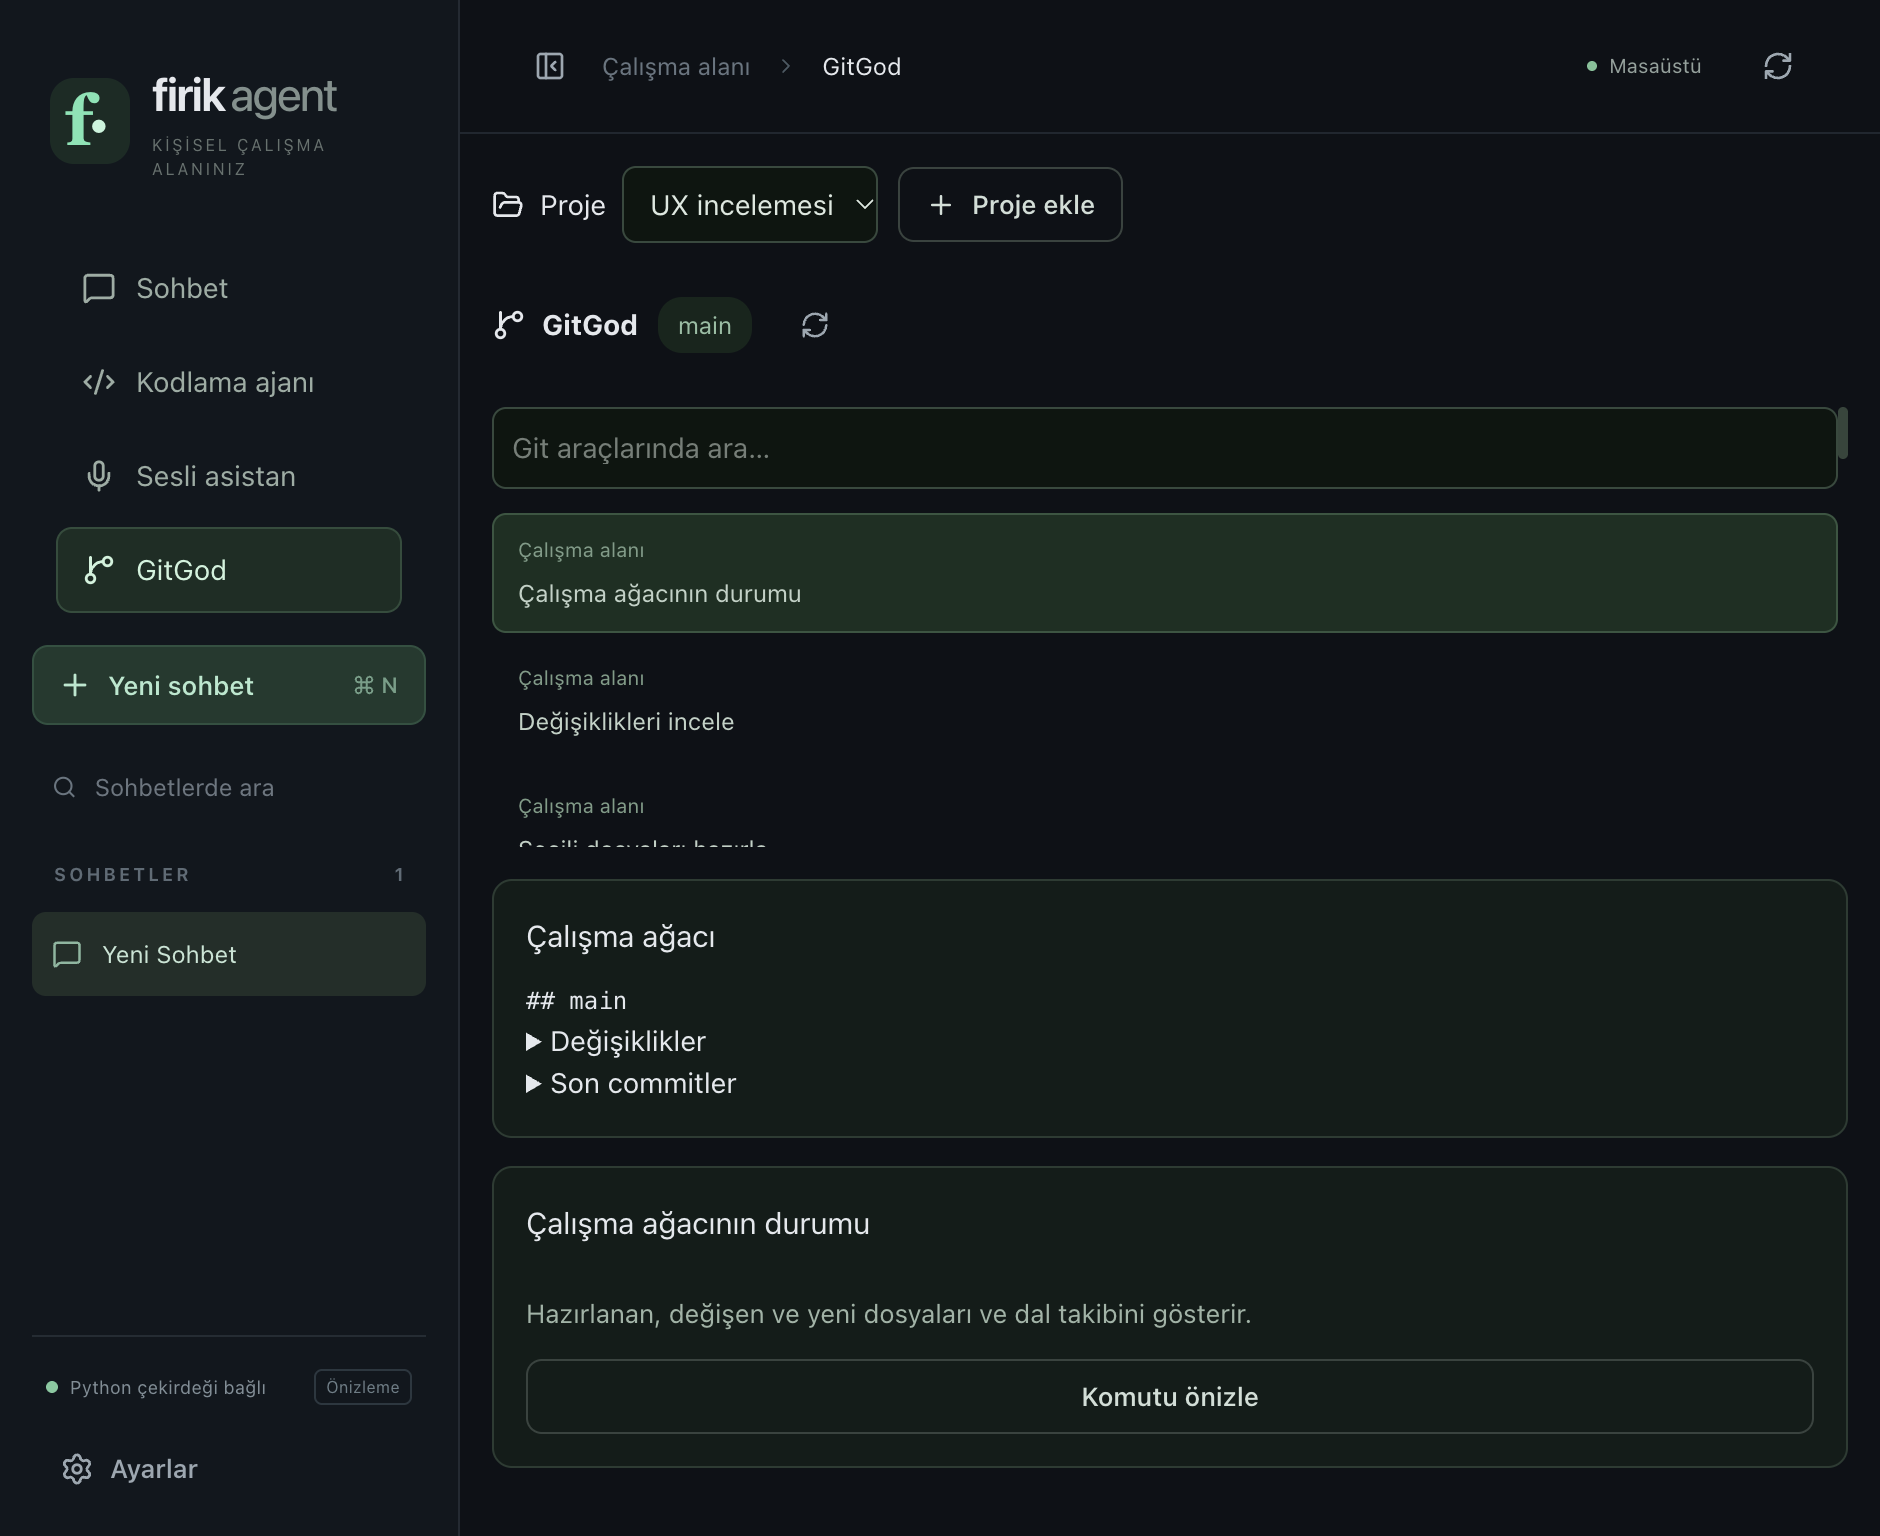 firik agent
KİŞİSEL ÇALIŞMA
ALANINIZ
Sohbet
Kodlama ajanı
Sesli asistan
GitGod
Yeni sohbet ⌘ N
Sohbetlerde ara
SOHBETLER 1
Yeni Sohbet
Python çekirdeği bağlı Önizleme
Ayarlar
Çalışma alanı > GitGod
Masaüstü
Proje UX incelemesi + Proje ekle
GitGod main
Git araçlarında ara...
Çalışma alanı
Çalışma ağacının durumu
Çalışma alanı
Değişiklikleri incele
Çalışma alanı
Seçili dosyaları hazırla
Çalışma ağacı
## main
▶ Değişiklikler
▶ Son commitler
Çalışma ağacının durumu
Hazırlanan, değişen ve yeni dosyaları ve dal takibini gösterir.
Komutu önizle